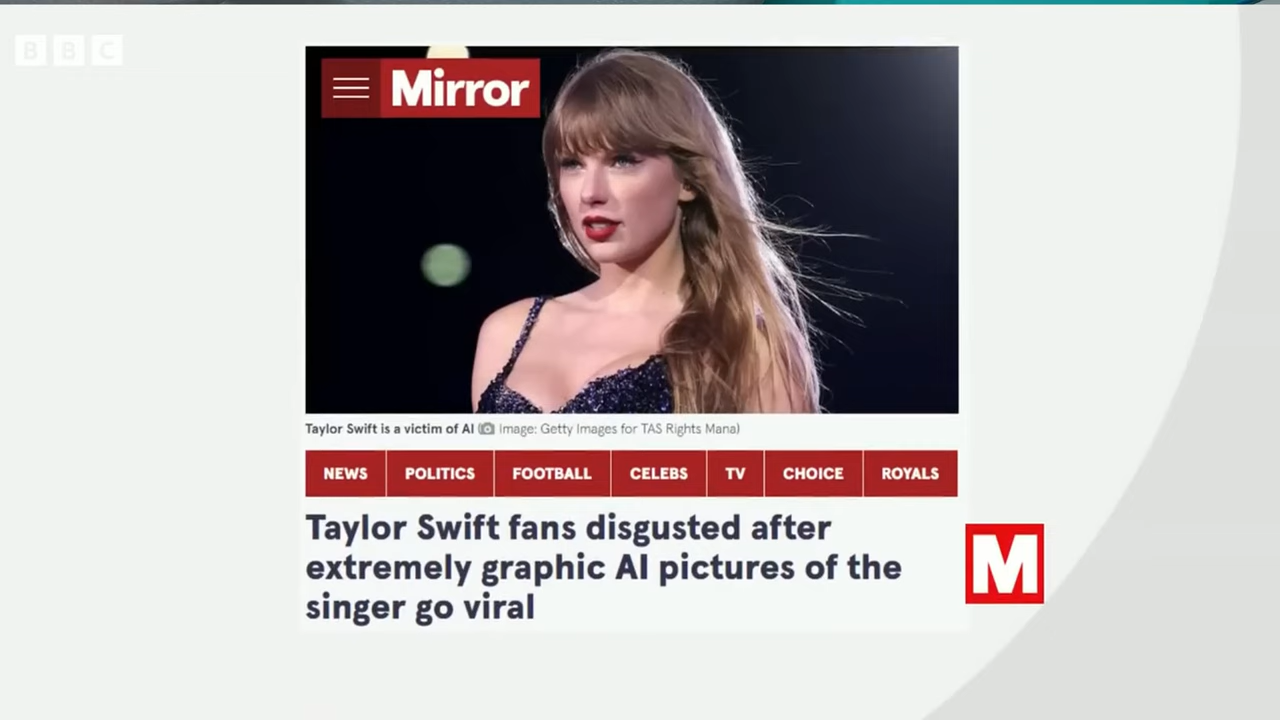 BBC
Mirror
Taylor Swift is a victim of AI (Image: Getty Images for TAS Rights Mana)
NEWS POLITICS FOOTBALL CELEBS TV CHOICE ROYALS
Taylor Swift fans disgusted after
extremely graphic AI pictures of the
singer go viral
M